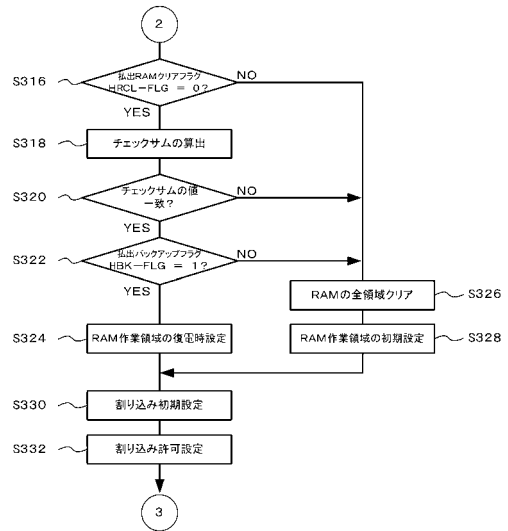 2
払出RAMクリアフラグ
HRCL-FLG = 0?
S316
NO
YES
S318
チェックサムの算出
S320
チェックサムの値
一致?
NO
YES
S322
払出バックアップフラグ
HBK-FLG = 1?
NO
YES
RAMの全領域クリア
S326
S324
RAM作業領域の復電時設定
RAM作業領域の初期設定
S328
S330
割り込み初期設定
S332
割り込み許可設定
3